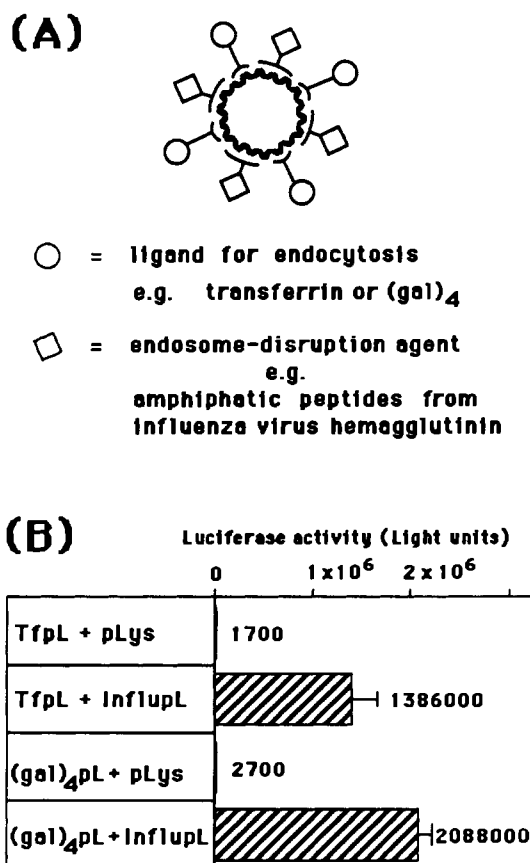 (A)
= ligand for endocytosis
e.g. transferrin or (gal)4
= endosome-disruption agent
e.g.
amphiphatic peptides from
influenza virus hemagglutinin
(B)
Luciferase activity (Light units)
0 1x10^6 2x10^6
TfpL + pLys 1700
TfpL + InflupL 1386000
(gal)4pL + pLys 2700
(gal)4pL+InflupL 2088000